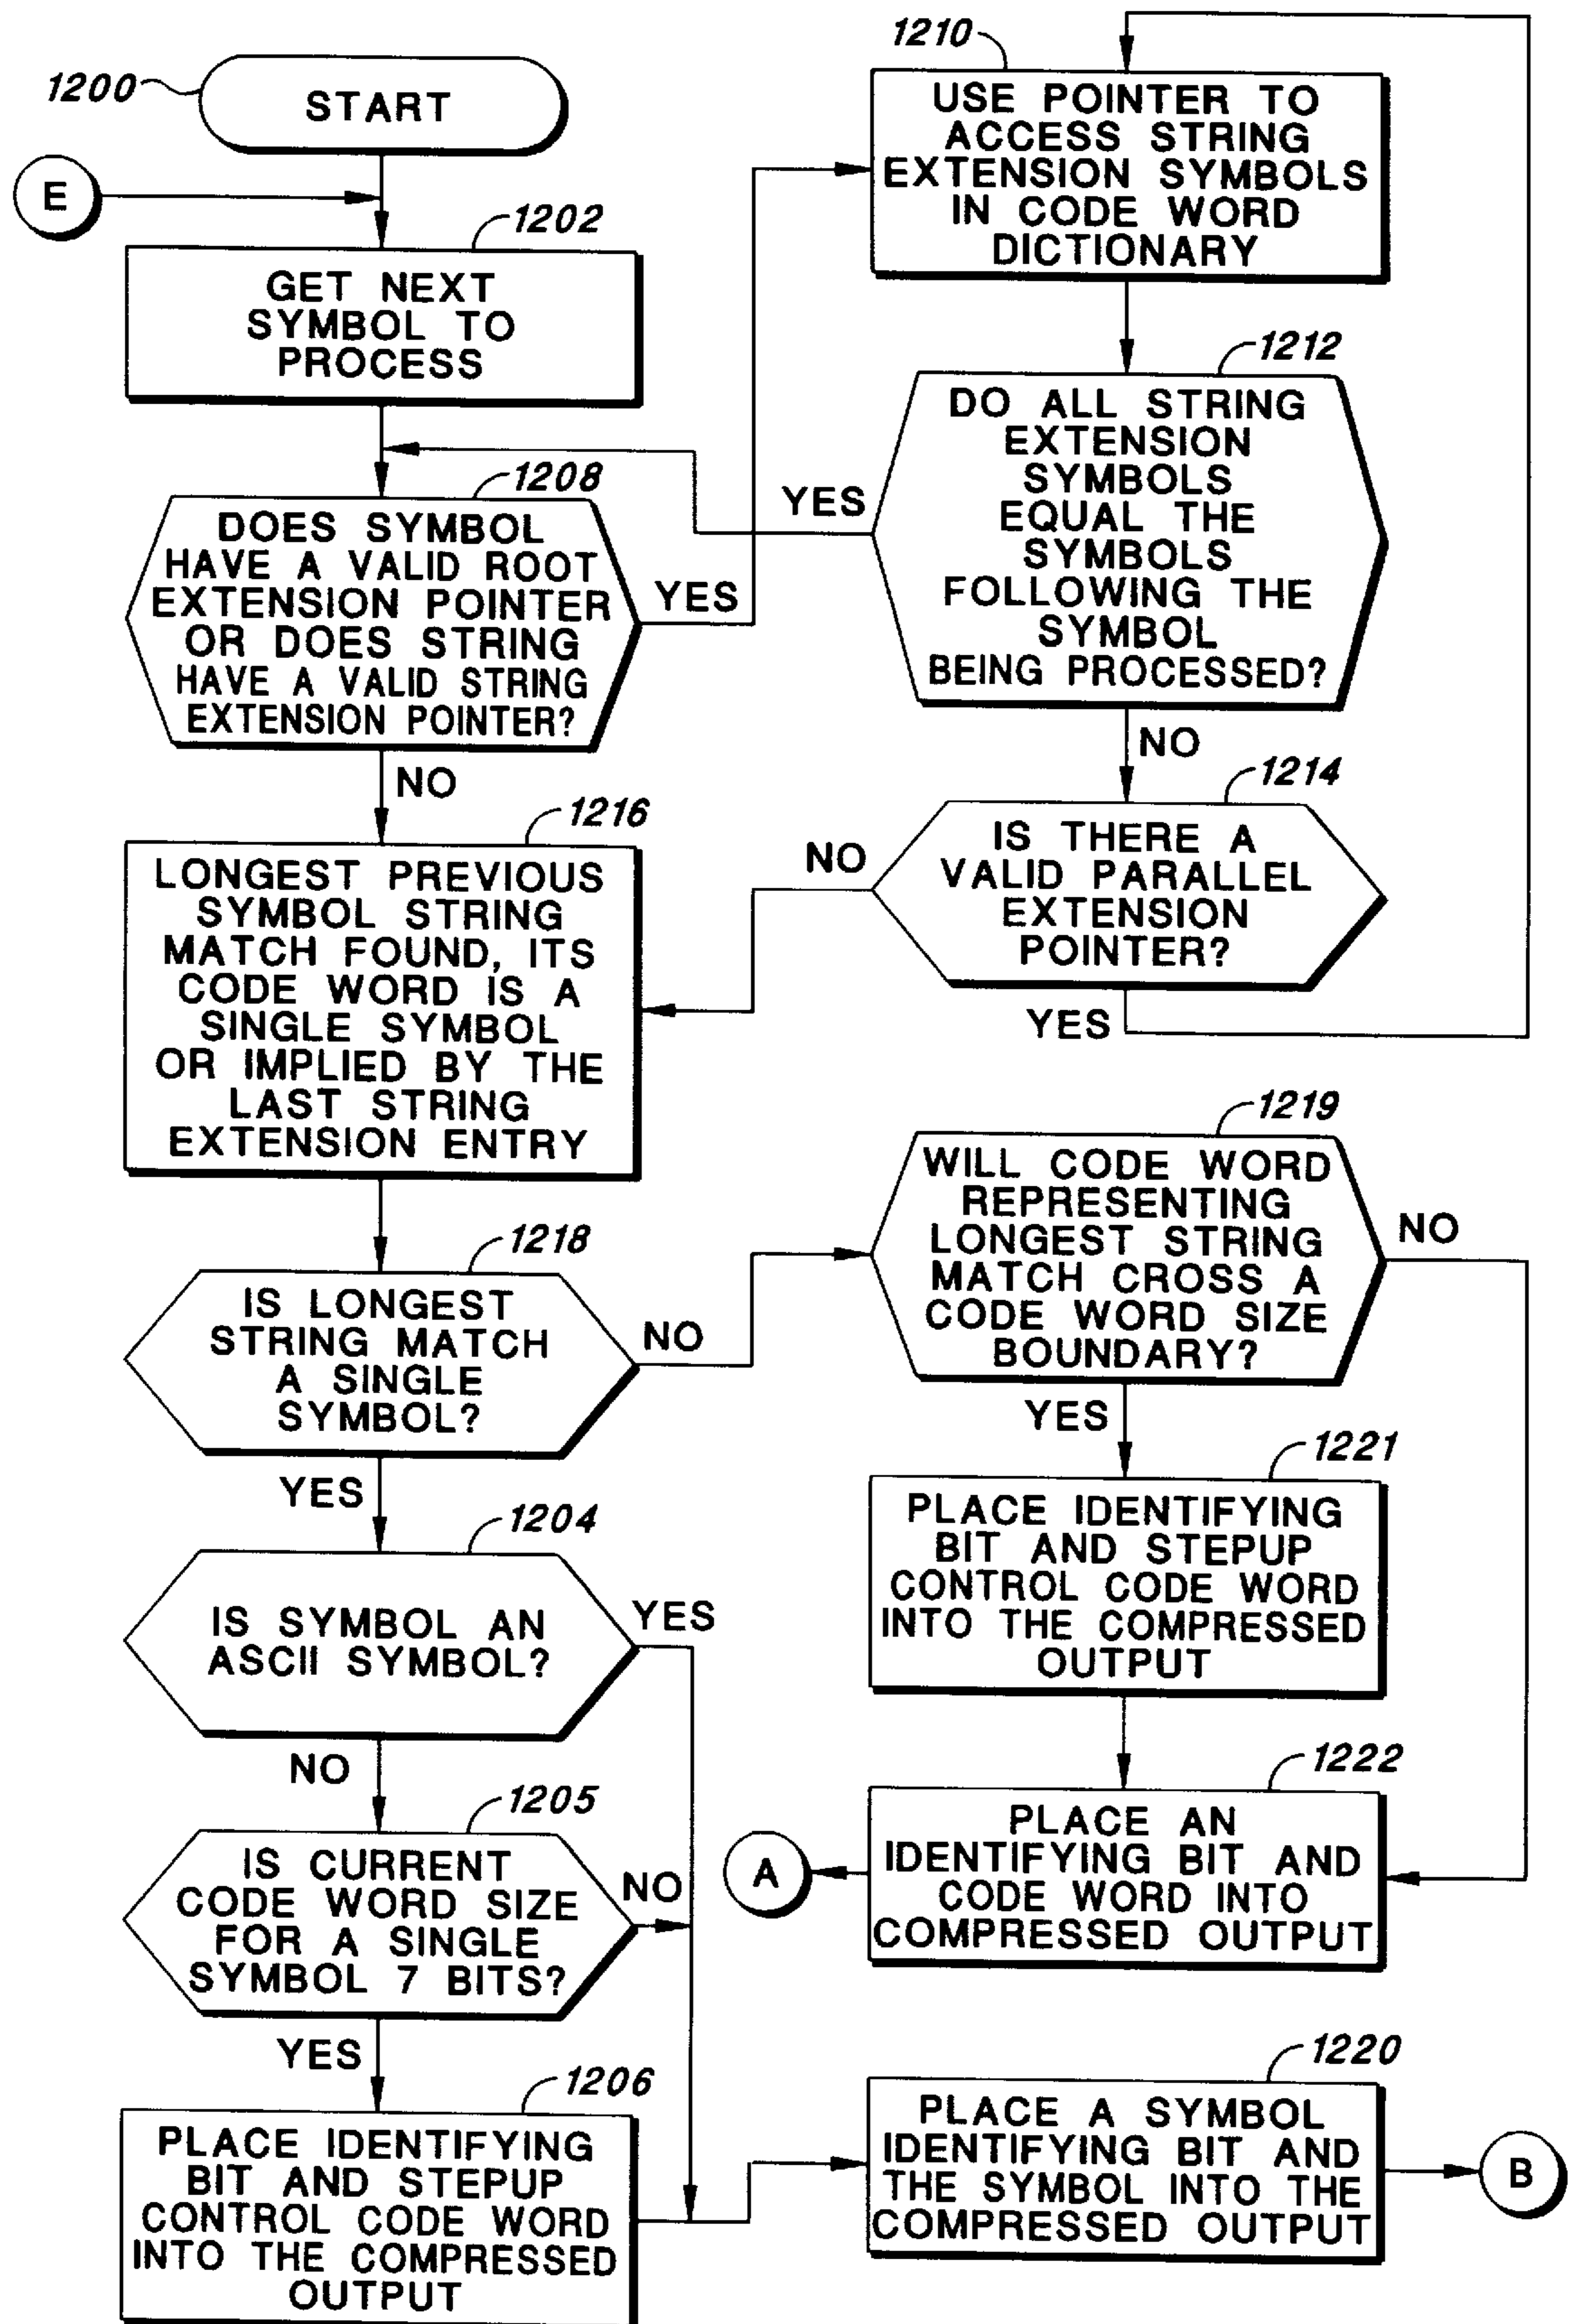 1200
START
E
1202
GET NEXT
SYMBOL TO
PROCESS
1208
DOES SYMBOL
HAVE A VALID ROOT
EXTENSION POINTER
OR DOES STRING
HAVE A VALID STRING
EXTENSION POINTER?
YES
NO
1216
LONGEST PREVIOUS
SYMBOL STRING
MATCH FOUND, ITS
CODE WORD IS A
SINGLE SYMBOL
OR IMPLIED BY THE
LAST STRING
EXTENSION ENTRY
1218
IS LONGEST
STRING MATCH
A SINGLE
SYMBOL?
NO
YES
1204
IS SYMBOL AN
ASCII SYMBOL?
YES
NO
1205
IS CURRENT
CODE WORD SIZE
FOR A SINGLE
SYMBOL 7 BITS?
NO
YES
1206
PLACE IDENTIFYING
BIT AND STEPUP
CONTROL CODE WORD
INTO THE COMPRESSED
OUTPUT
1210
USE POINTER TO
ACCESS STRING
EXTENSION SYMBOLS
IN CODE WORD
DICTIONARY
1212
DO ALL STRING
EXTENSION
SYMBOLS
EQUAL THE
SYMBOLS
FOLLOWING THE
SYMBOL
BEING PROCESSED?
YES
NO
1214
IS THERE A
VALID PARALLEL
EXTENSION
POINTER?
NO
YES
1219
WILL CODE WORD
REPRESENTING
LONGEST STRING
MATCH CROSS A
CODE WORD SIZE
BOUNDARY?
NO
YES
1221
PLACE IDENTIFYING
BIT AND STEPUP
CONTROL CODE WORD
INTO THE COMPRESSED
OUTPUT
1222
PLACE AN
IDENTIFYING BIT AND
CODE WORD INTO
COMPRESSED OUTPUT
A
1220
PLACE A SYMBOL
IDENTIFYING BIT AND
THE SYMBOL INTO THE
COMPRESSED OUTPUT
B